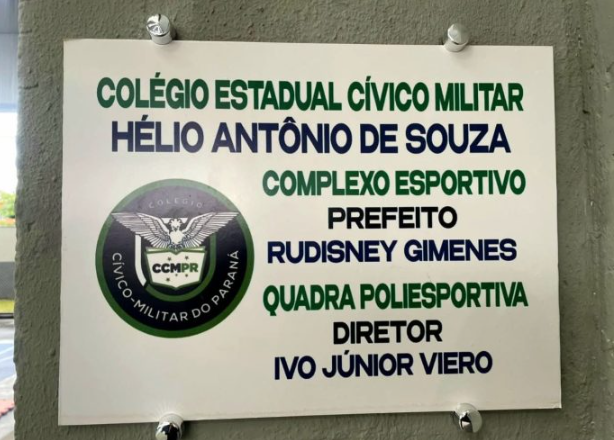 COLÉGIO ESTADUAL CÍVICO MILITAR
HÉLIO ANTÔNIO DE SOUZA
COMPLEXO ESPORTIVO
PREFEITO
RUDISNEY GIMENES
QUADRA POLIESPORTIVA
DIRETOR
IVO JÚNIOR VIERO
COLÉGIO
CCMPR
CÍVICO-MILITAR DO PARANÁ